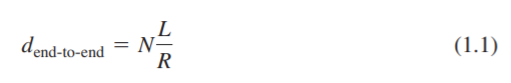 d_end-to-end = N L/R (1.1)